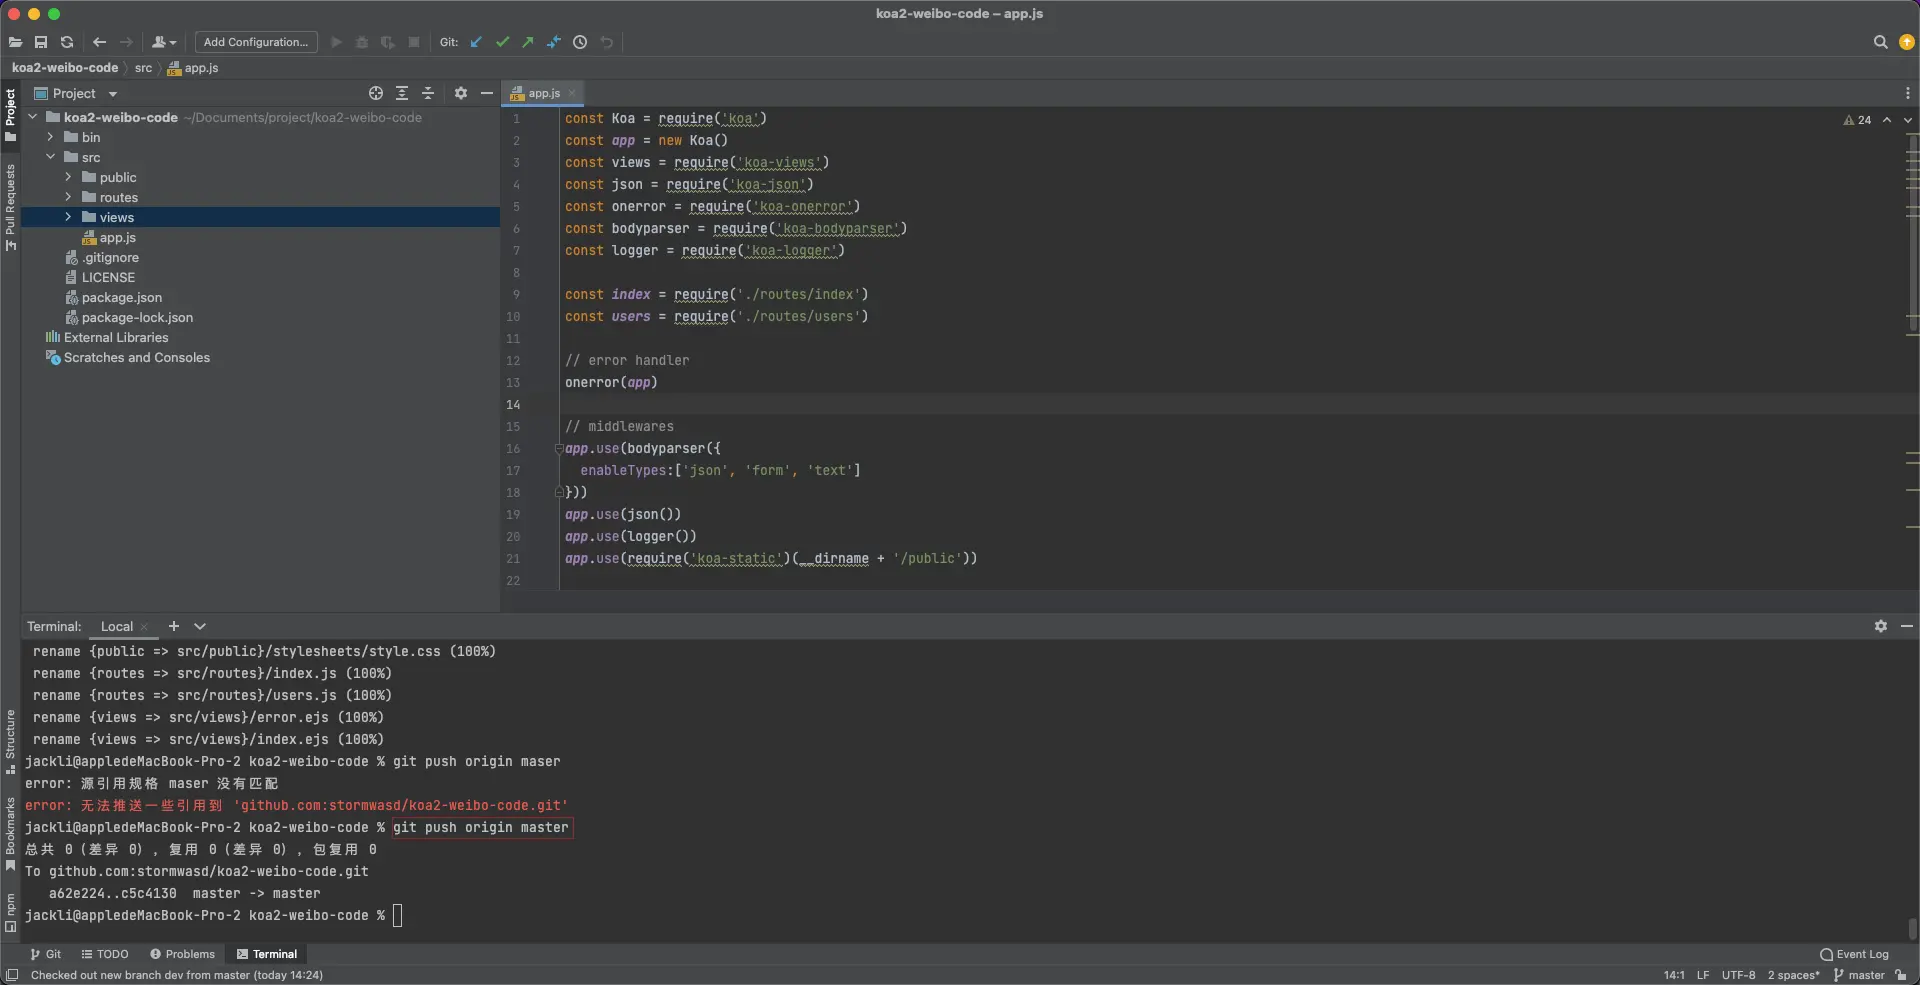 koa2-weibo-code – app.js
Add Configuration...
Git:
koa2-weibo-code
src
app.js
Project
Pull Requests
Structure
Bookmarks
npm
Project
koa2-weibo-code ~/Documents/project/koa2-weibo-code
bin
src
public
routes
views
app.js
.gitignore
LICENSE
package.json
package-lock.json
External Libraries
Scratches and Consoles
app.js
24
1 const Koa = require('koa')
2 const app = new Koa()
3 const views = require('koa-views')
4 const json = require('koa-json')
5 const onerror = require('koa-onerror')
6 const bodyparser = require('koa-bodyparser')
7 const logger = require('koa-logger')
8
9 const index = require('./routes/index')
10 const users = require('./routes/users')
11
12 // error handler
13 onerror(app)
14
15 // middlewares
16 app.use(bodyparser({
17   enableTypes:['json', 'form', 'text']
18 }))
19 app.use(json())
20 app.use(logger())
21 app.use(require('koa-static')(__dirname + '/public'))
22
Terminal: Local
rename {public => src/public}/stylesheets/style.css (100%)
rename {routes => src/routes}/index.js (100%)
rename {routes => src/routes}/users.js (100%)
rename {views => src/views}/error.ejs (100%)
rename {views => src/views}/index.ejs (100%)
jackli@appledeMacBook-Pro-2 koa2-weibo-code % git push origin maser
error: 源引用规格 maser 没有匹配
error: 无法推送一些引用到 'github.com:stormwasd/koa2-weibo-code.git'
jackli@appledeMacBook-Pro-2 koa2-weibo-code % git push origin master
总共 0（差异 0），复用 0（差异 0），包复用 0
To github.com:stormwasd/koa2-weibo-code.git
   a62e224..c5c4130  master -> master
jackli@appledeMacBook-Pro-2 koa2-weibo-code %
Git TODO Problems Terminal Event Log
Checked out new branch dev from master (today 14:24) 14:1 LF UTF-8 2 spaces* master